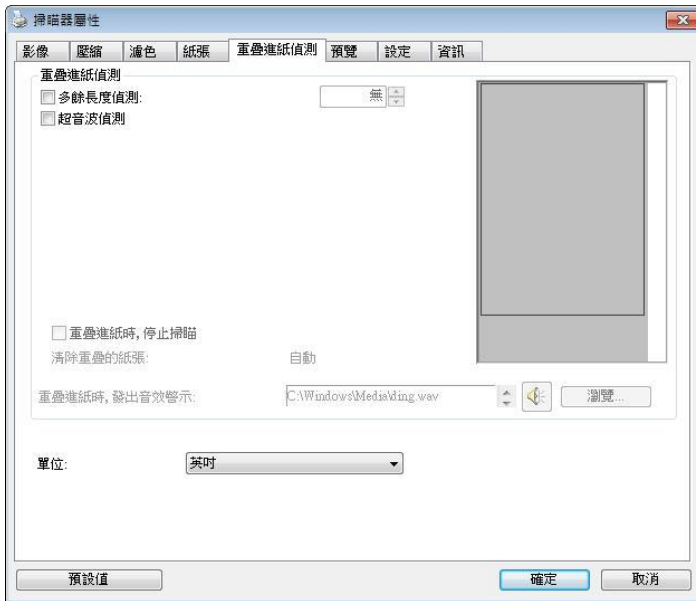 掃瞄器屬性
影像 壓縮 濾色 紙張 重疊進紙偵測 預覽 設定 資訊
重疊進紙偵測
多餘長度偵測: 無
超音波偵測
重疊進紙時, 停止掃瞄
清除重疊的紙張: 自動
重疊進紙時, 發出音效警示: C:\Windows\Media\ding.wav 瀏覽...
單位: 英吋
預設值 確定 取消